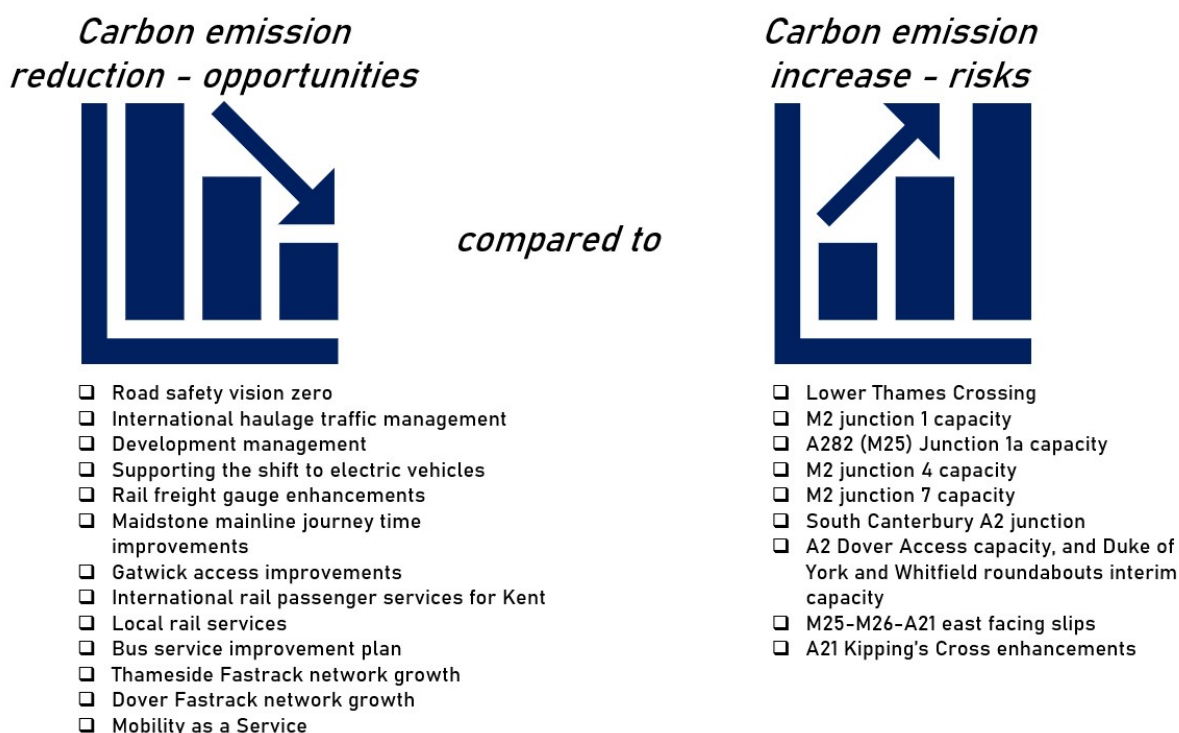 Carbon emission
reduction - opportunities
compared to
Carbon emission
increase - risks
❑ Road safety vision zero
❑ International haulage traffic management
❑ Development management
❑ Supporting the shift to electric vehicles
❑ Rail freight gauge enhancements
❑ Maidstone mainline journey time
improvements
❑ Gatwick access improvements
❑ International rail passenger services for Kent
❑ Local rail services
❑ Bus service improvement plan
❑ Thameside Fastrack network growth
❑ Dover Fastrack network growth
❑ Mobility as a Service
❑ Lower Thames Crossing
❑ M2 junction 1 capacity
❑ A282 (M25) Junction 1a capacity
❑ M2 junction 4 capacity
❑ M2 junction 7 capacity
❑ South Canterbury A2 junction
❑ A2 Dover Access capacity, and Duke of
York and Whitfield roundabouts interim
capacity
❑ M25-M26-A21 east facing slips
❑ A21 Kipping's Cross enhancements